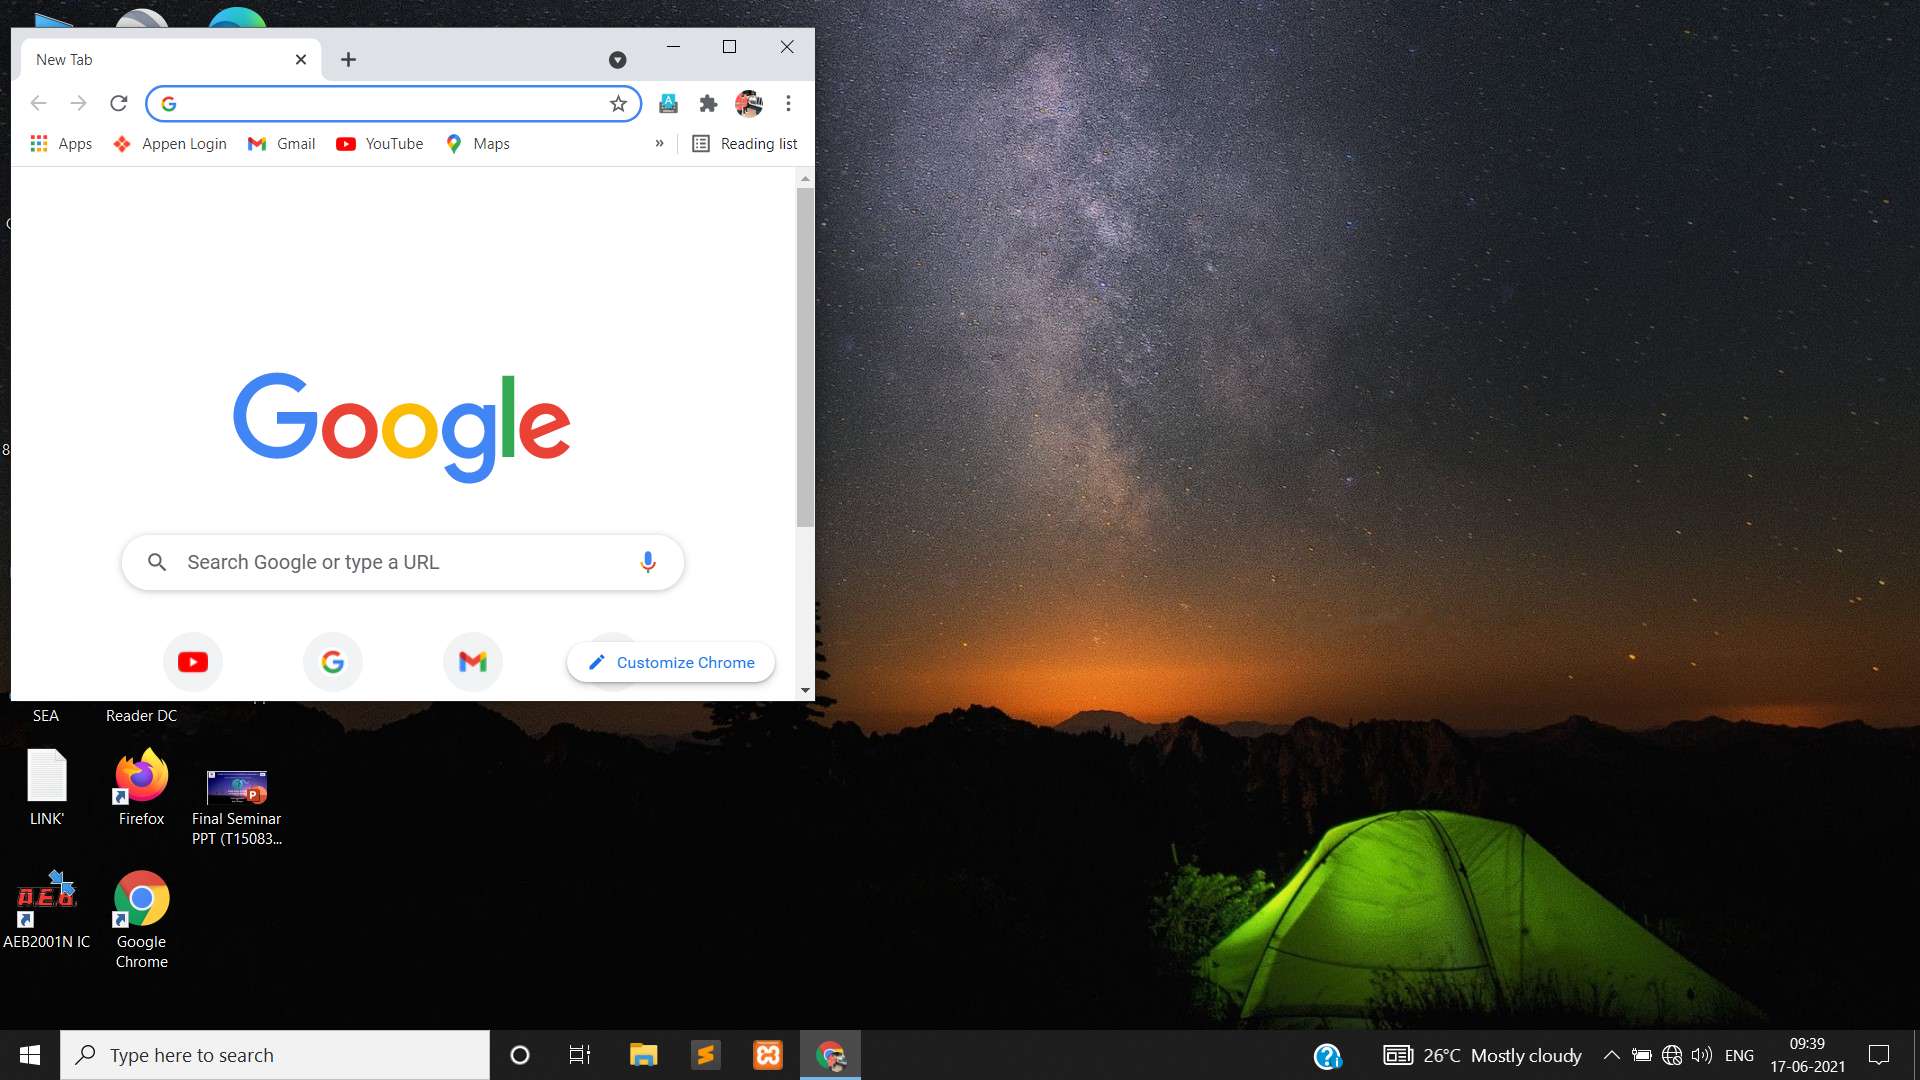 New Tab
Apps
Appen Login
Gmail
YouTube
Maps
»
Reading list
Google
Search Google or type a URL
Customize Chrome
SEA
Reader DC
LINK'
Firefox
Final Seminar
PPT (T15083...
AEB2001N IC
Google
Chrome
Type here to search
26°C Mostly cloudy
ENG
09:39
17-06-2021